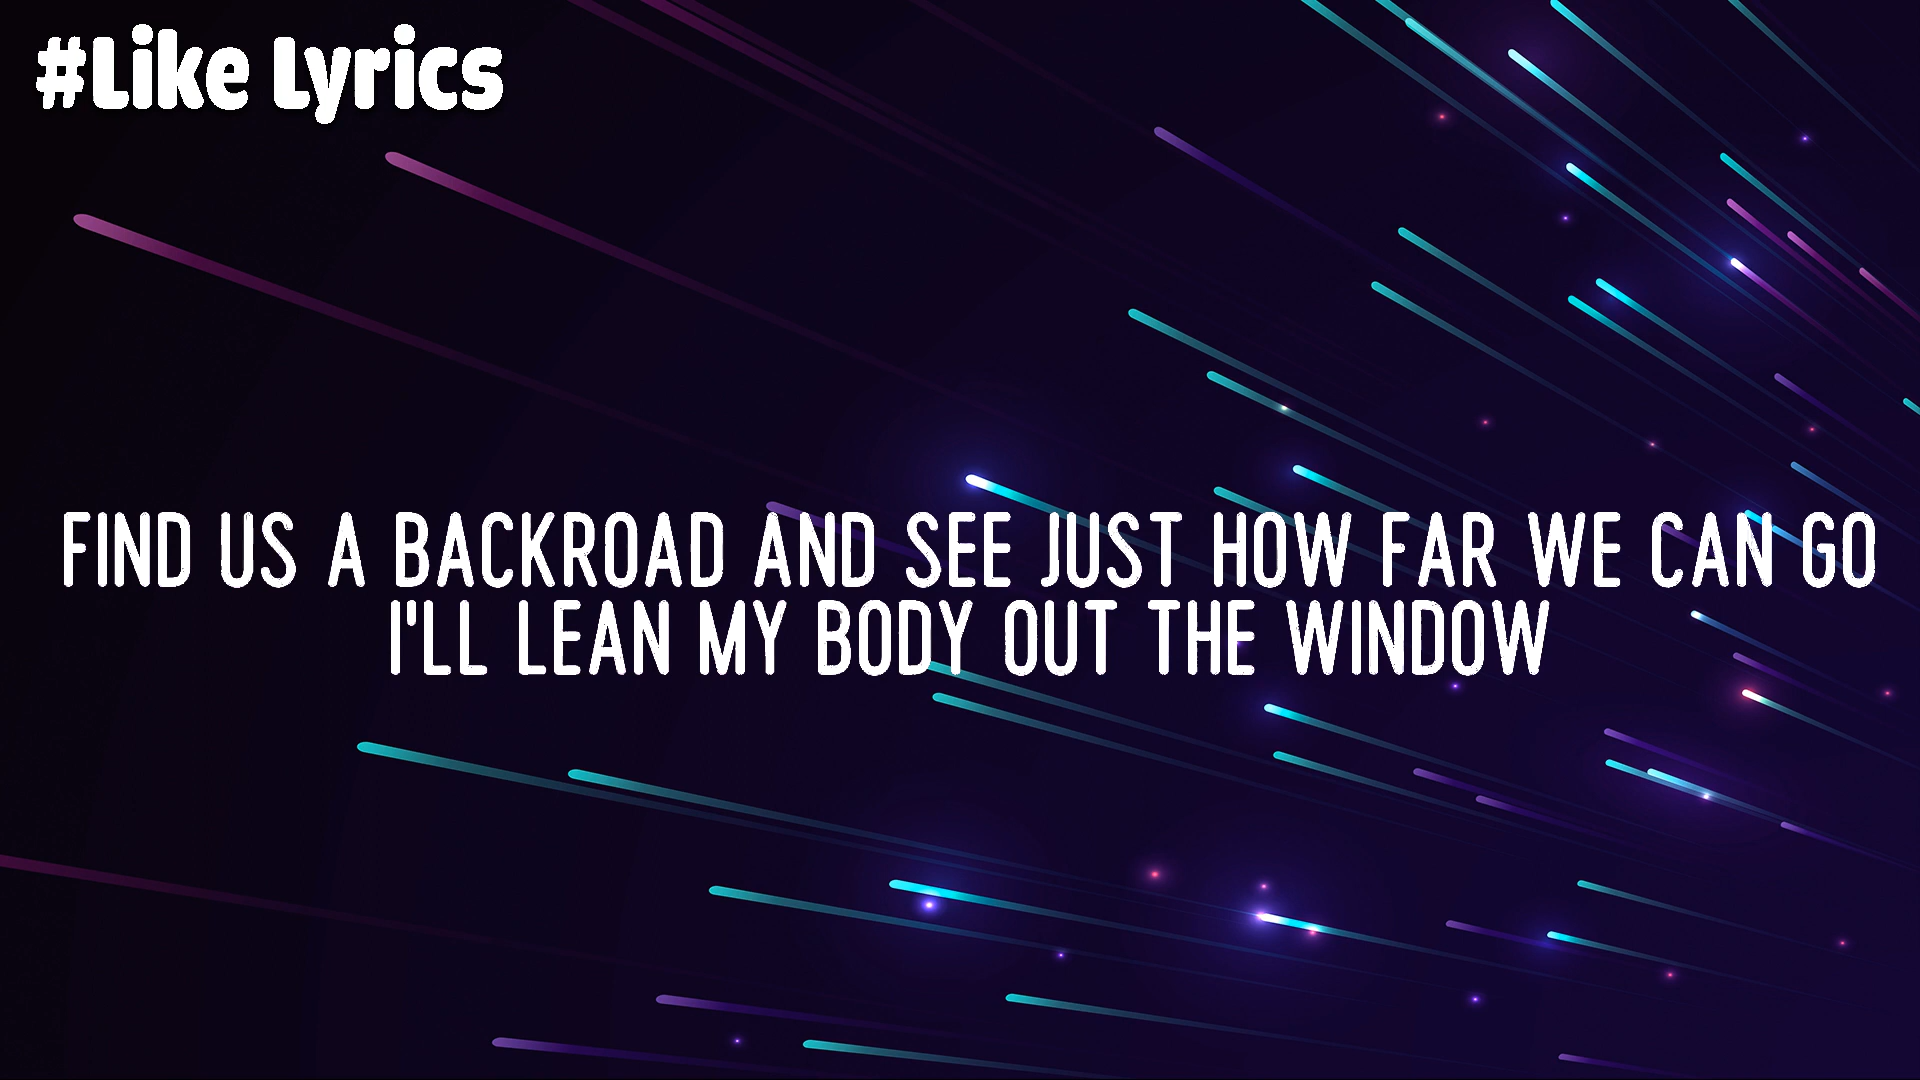 #Like Lyrics
FIND US A BACKROAD AND SEE JUST HOW FAR WE CAN GO
I'LL LEAN MY BODY OUT THE WINDOW